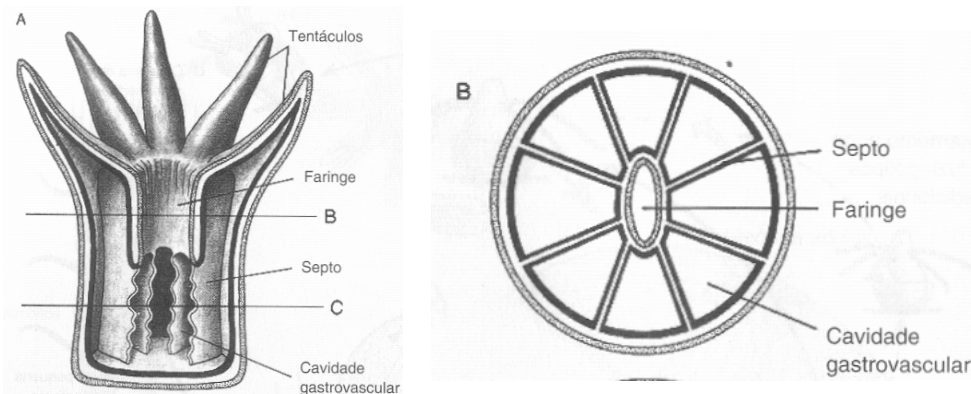 A
Tentáculos
Faringe
B
Septo
C
Cavidade
gastrovascular
B
Septo
Faringe
Cavidade
gastrovascular